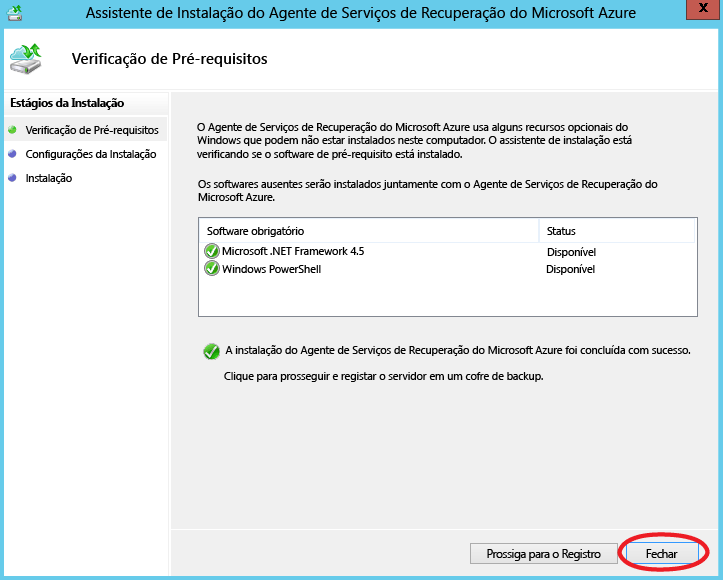 Assistente de Instalação do Agente de Serviços de Recuperação do Microsoft Azure
x
Verificação de Pré-requisitos
Estágios da Instalação
Verificação de Pré-requisitos
Configurações da Instalação
Instalação
O Agente de Serviços de Recuperação do Microsoft Azure usa alguns recursos opcionais do
Windows que podem não estar instalados neste computador. O assistente de instalação está
verificando se o software de pré-requisito está instalado.
Os softwares ausentes serão instalados juntamente com o Agente de Serviços de Recuperação do
Microsoft Azure.
Software obrigatório Status
Microsoft .NET Framework 4.5 Disponível
Windows PowerShell Disponível
A instalação do Agente de Serviços de Recuperação do Microsoft Azure foi concluída com sucesso.
Clique para prosseguir e registar o servidor em um cofre de backup.
Prossiga para o Registro Fechar